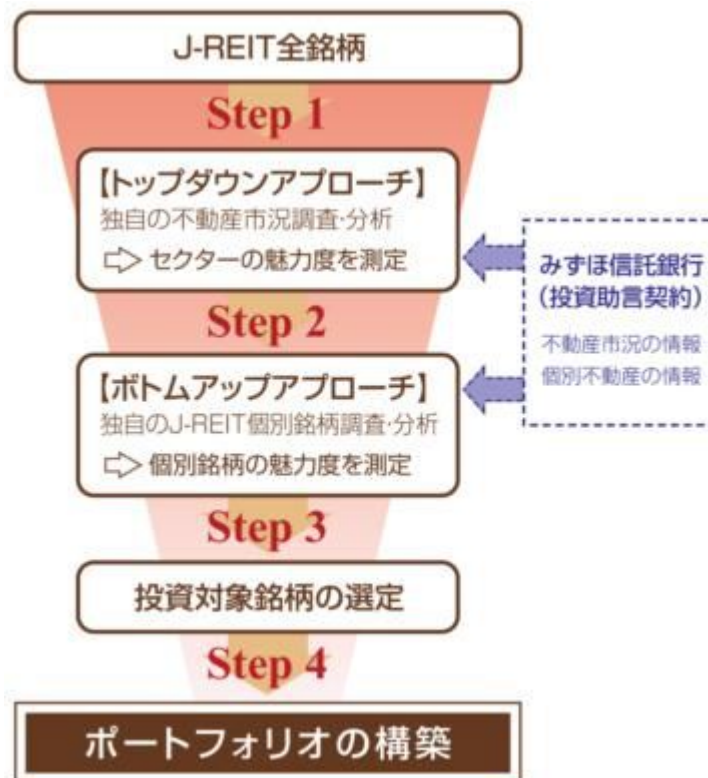 J-REIT全銘柄
Step 1
【トップダウンアプローチ】
独自の不動産市況調査・分析
⇨ セクターの魅力度を測定
みずほ信託銀行
(投資助言契約)
不動産市況の情報
個別不動産の情報
Step 2
【ボトムアップアプローチ】
独自のJ-REIT個別銘柄調査・分析
⇨ 個別銘柄の魅力度を測定
Step 3
投資対象銘柄の選定
Step 4
ポートフォリオの構築